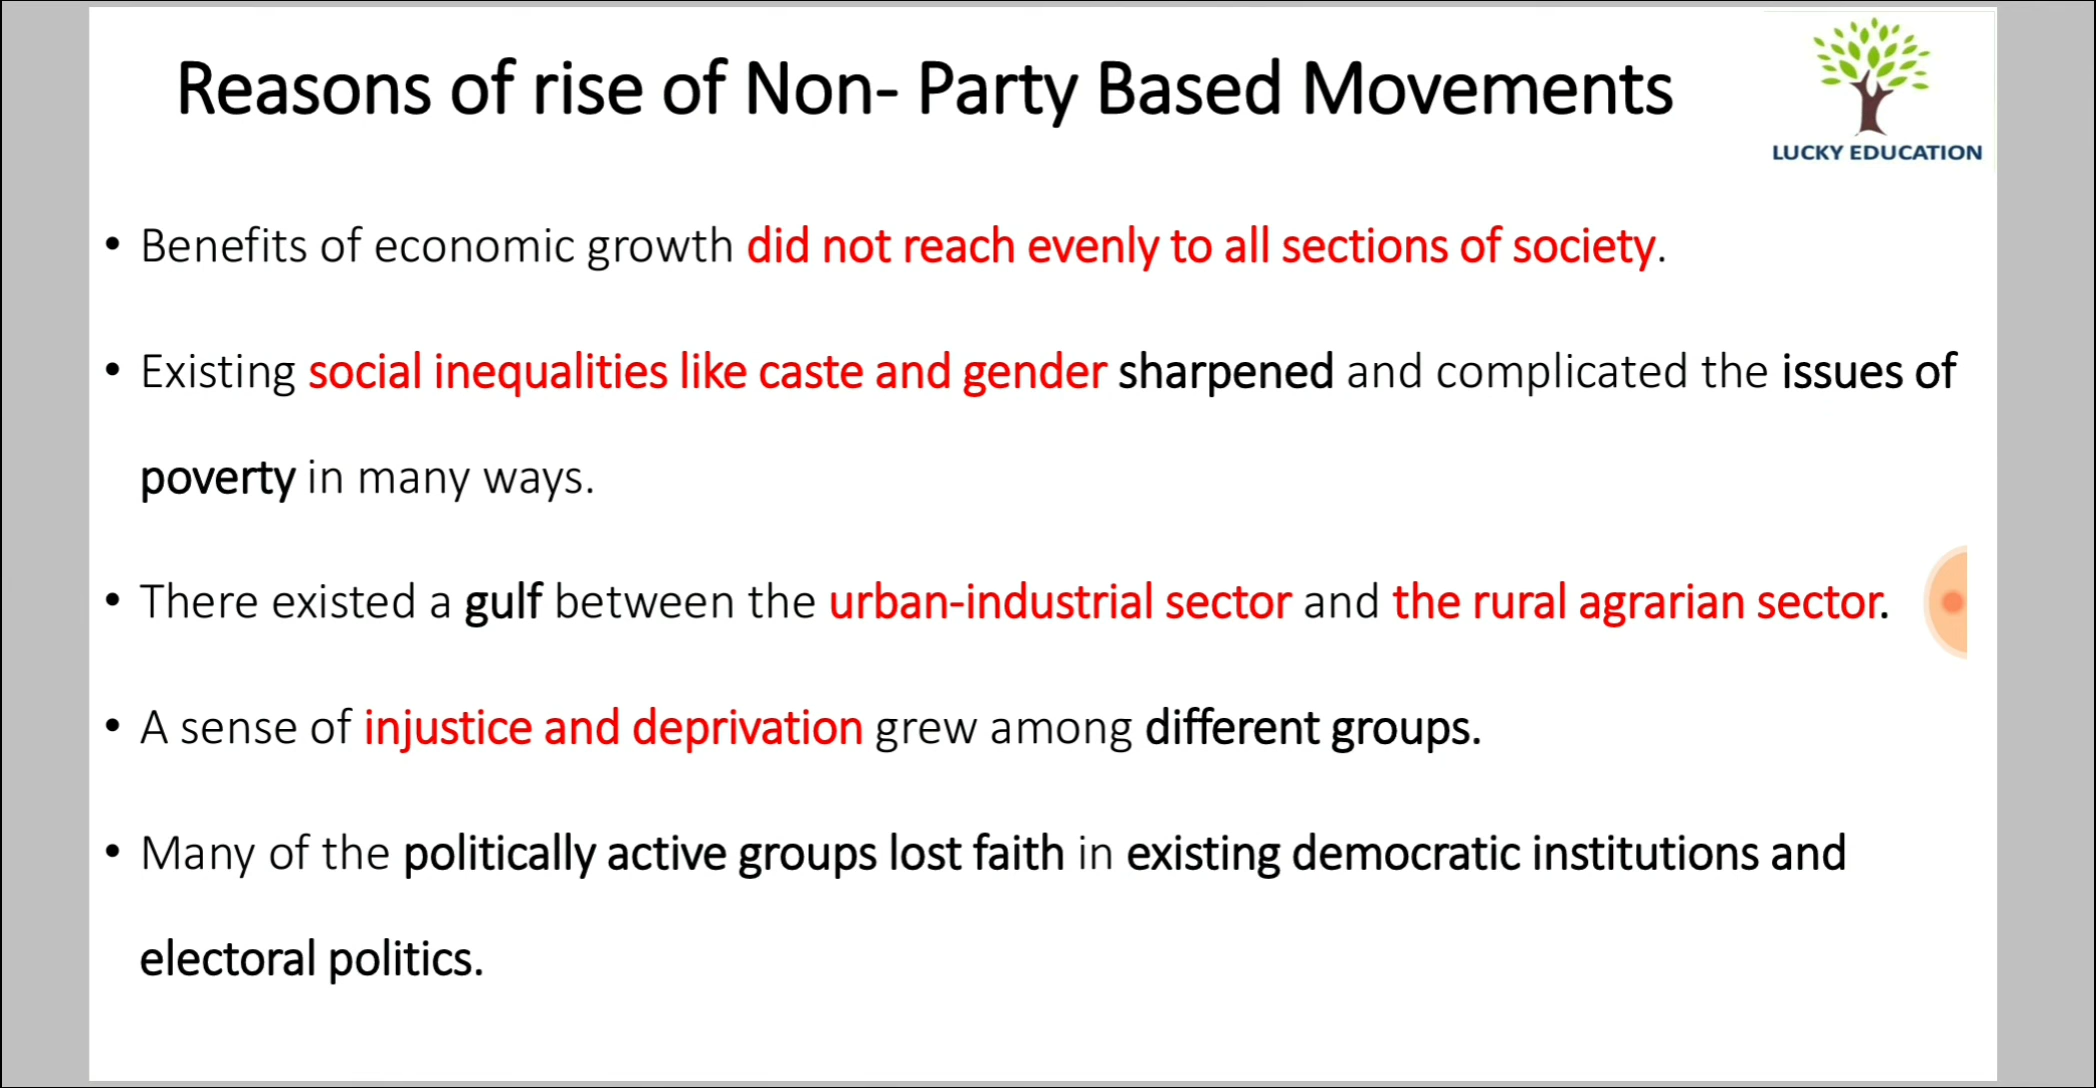 Reasons of rise of Non- Party Based Movements
LUCKY EDUCATION
• Benefits of economic growth did not reach evenly to all sections of society.
• Existing social inequalities like caste and gender sharpened and complicated the issues of
poverty in many ways.
• There existed a gulf between the urban-industrial sector and the rural agrarian sector.
• A sense of injustice and deprivation grew among different groups.
• Many of the politically active groups lost faith in existing democratic institutions and
electoral politics.